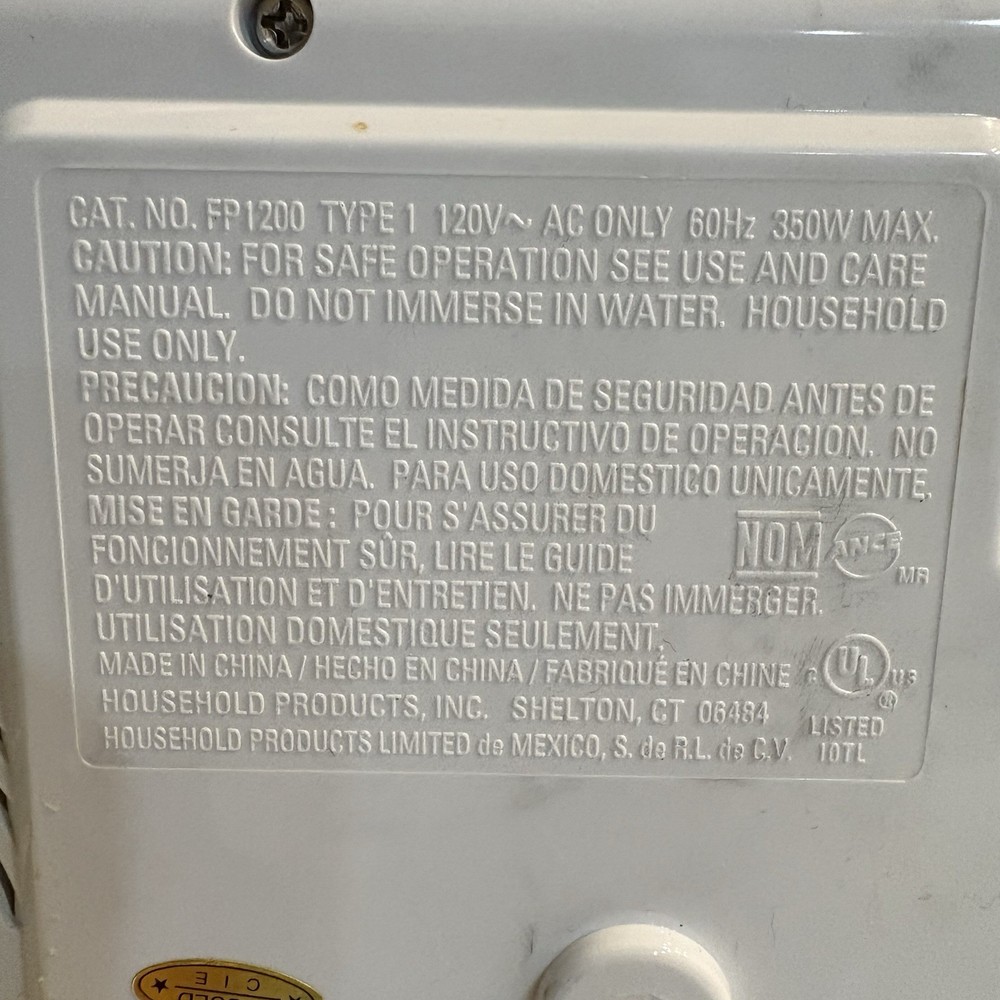 CAT. NO. FP1200 TYPE 1 120V~ AC ONLY 60Hz 350W MAX.
CAUTION: FOR SAFE OPERATION SEE USE AND CARE
MANUAL. DO NOT IMMERSE IN WATER. HOUSEHOLD
USE ONLY.
PRECAUCION: COMO MEDIDA DE SEGURIDAD ANTES DE
OPERAR CONSULTE EL INSTRUCTIVO DE OPERACION. NO
SUMERJA EN AGUA. PARA USO DOMESTICO UNICAMENTE.
MISE EN GARDE: POUR S'ASSURER DU
FONCIONNEMENT SÛR, LIRE LE GUIDE
NOM ANCE MR
D'UTILISATION ET D'ENTRETIEN. NE PAS IMMERGER.
UTILISATION DOMESTIQUE SEULEMENT.
MADE IN CHINA / HECHO EN CHINA / FABRIQUÉ EN CHINE
c UL us ®
HOUSEHOLD PRODUCTS, INC. SHELTON, CT 06484
LISTED
HOUSEHOLD PRODUCTS LIMITED de MEXICO, S. de R.L. de C.V.
10TL
CIE